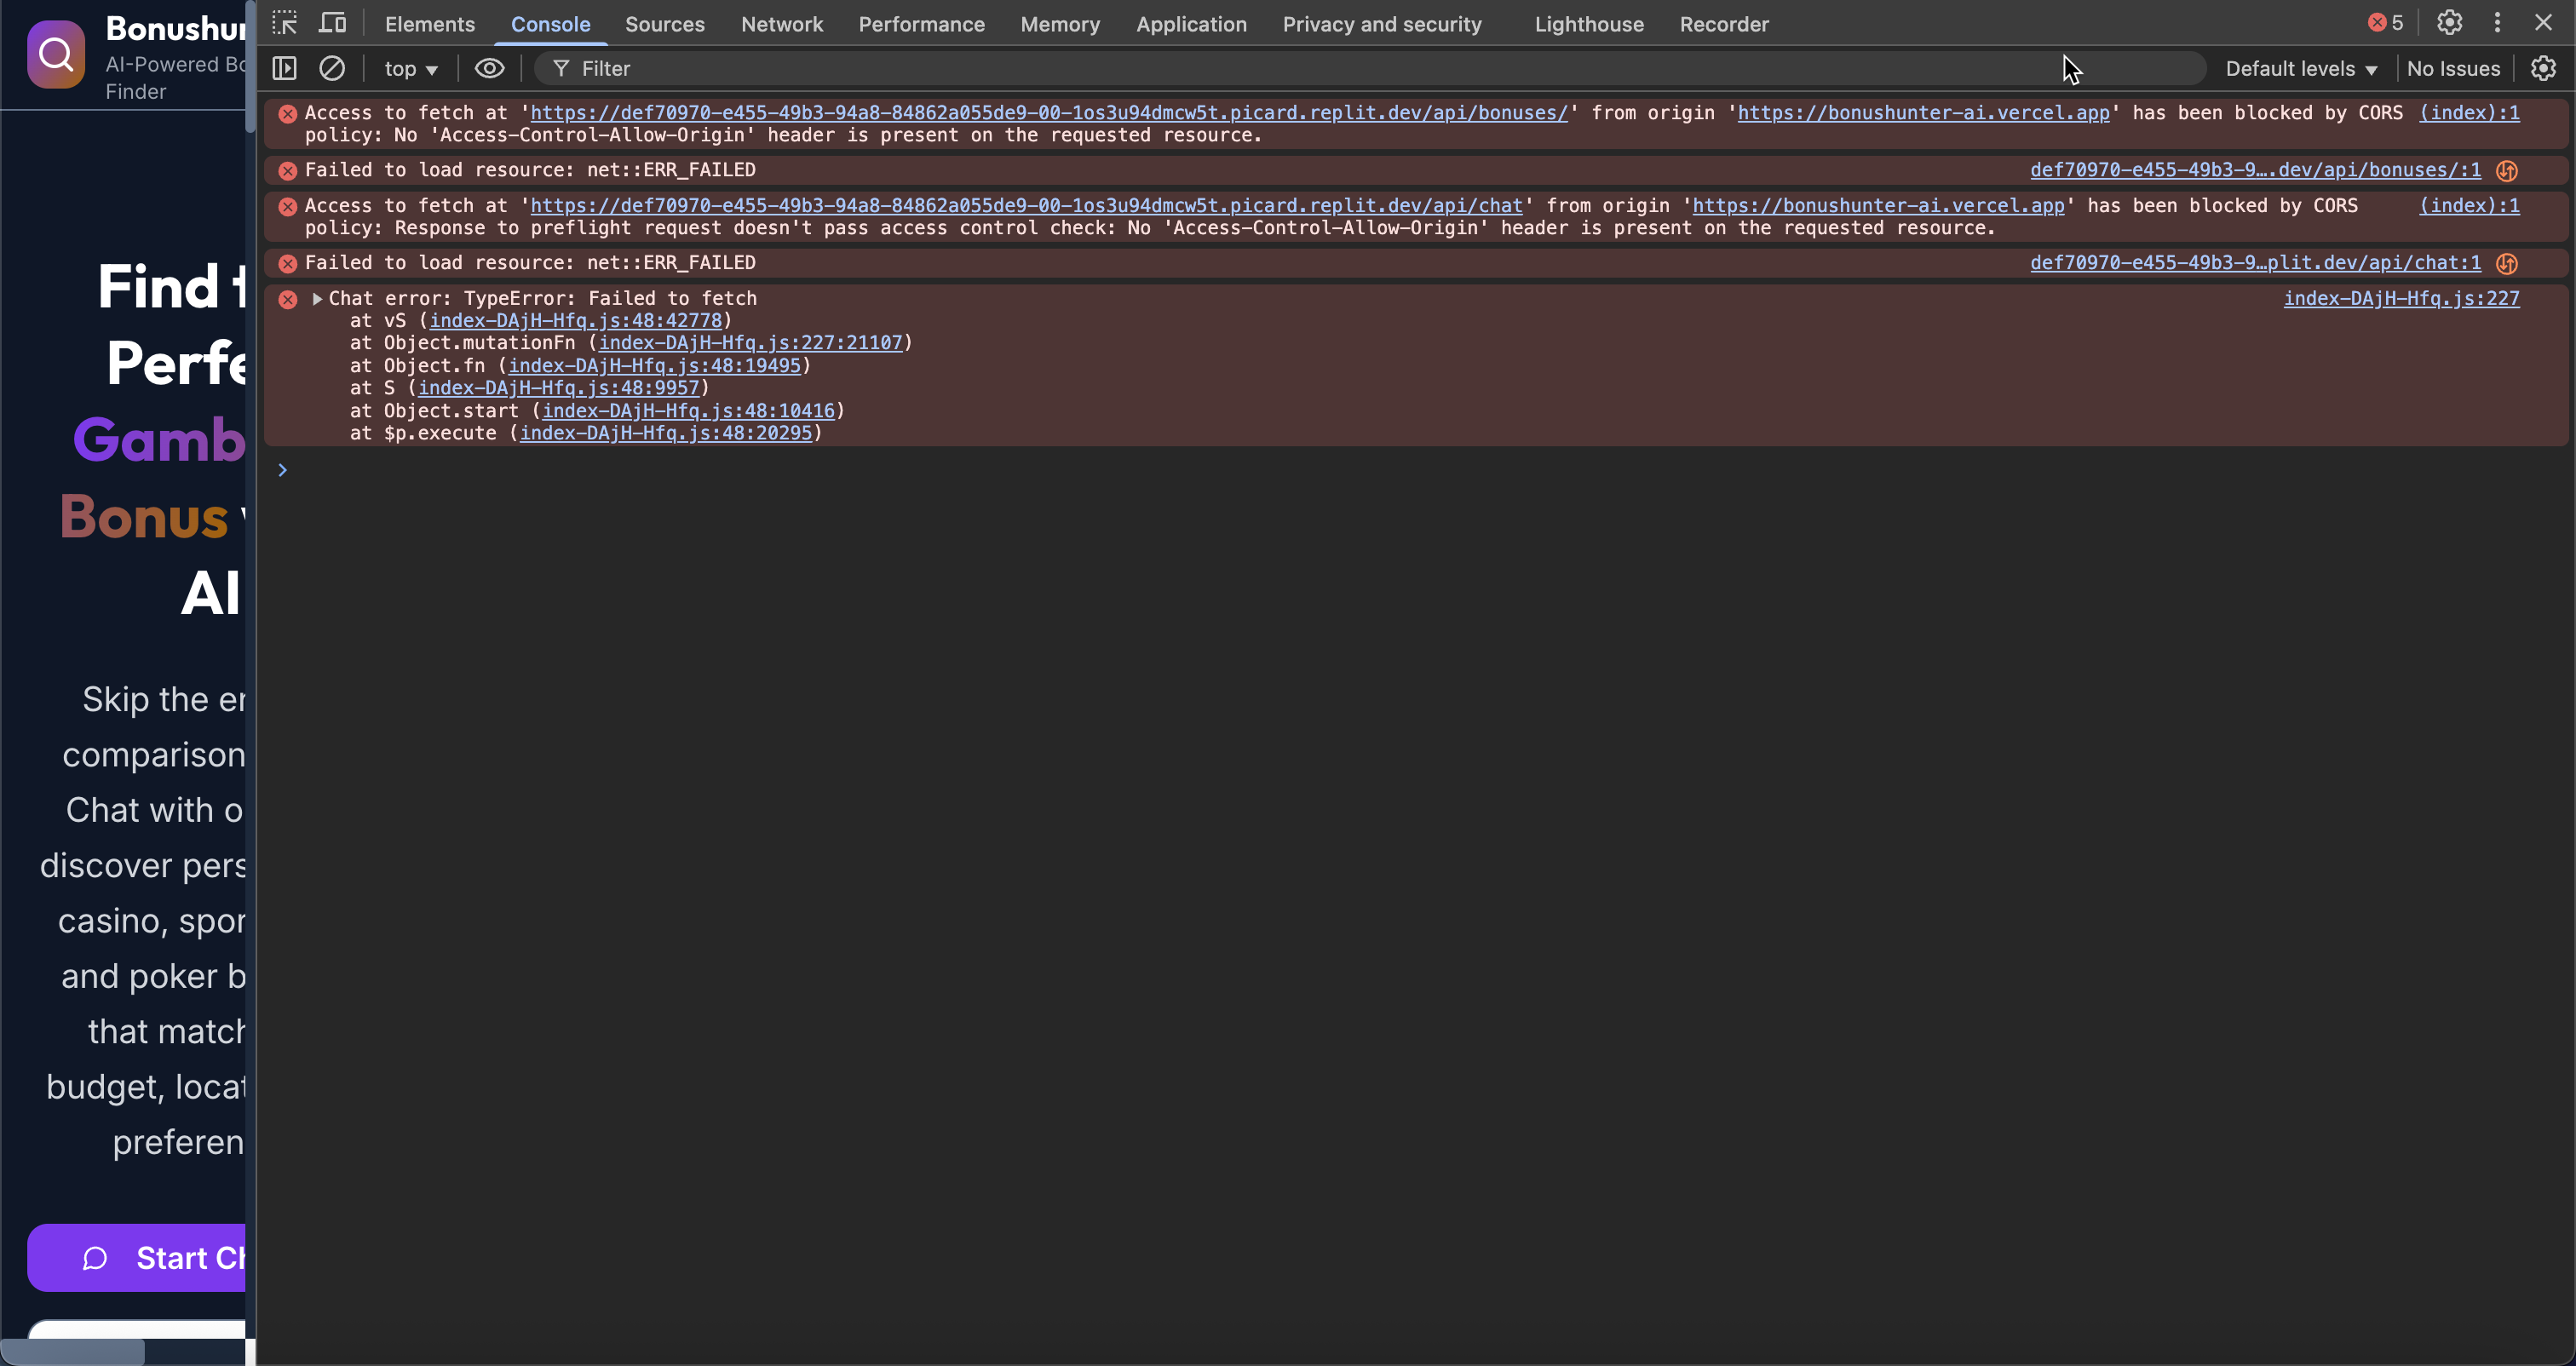 Bonushun
AI-Powered Bo
Finder
Find t
Perfe
Gamb
Bonus
AI
Skip the er
comparison
Chat with o
discover pers
casino, spor
and poker b
that match
budget, locat
preferen
Start Ch
Elements Console Sources Network Performance Memory Application Privacy and security Lighthouse Recorder 5
top Filter Default levels No Issues
Access to fetch at 'https://def70970-e455-49b3-94a8-84862a055de9-00-1os3u94dmcw5t.picard.replit.dev/api/bonuses/' from origin 'https://bonushunter-ai.vercel.app' has been blocked by CORS (index):1
policy: No 'Access-Control-Allow-Origin' header is present on the requested resource.
Failed to load resource: net::ERR_FAILED def70970-e455-49b3-9….dev/api/bonuses/:1
Access to fetch at 'https://def70970-e455-49b3-94a8-84862a055de9-00-1os3u94dmcw5t.picard.replit.dev/api/chat' from origin 'https://bonushunter-ai.vercel.app' has been blocked by CORS (index):1
policy: Response to preflight request doesn't pass access control check: No 'Access-Control-Allow-Origin' header is present on the requested resource.
Failed to load resource: net::ERR_FAILED def70970-e455-49b3-9…plit.dev/api/chat:1
Chat error: TypeError: Failed to fetch index-DAjH-Hfq.js:227
at vS (index-DAjH-Hfq.js:48:42778)
at Object.mutationFn (index-DAjH-Hfq.js:227:21107)
at Object.fn (index-DAjH-Hfq.js:48:19495)
at S (index-DAjH-Hfq.js:48:9957)
at Object.start (index-DAjH-Hfq.js:48:10416)
at $p.execute (index-DAjH-Hfq.js:48:20295)